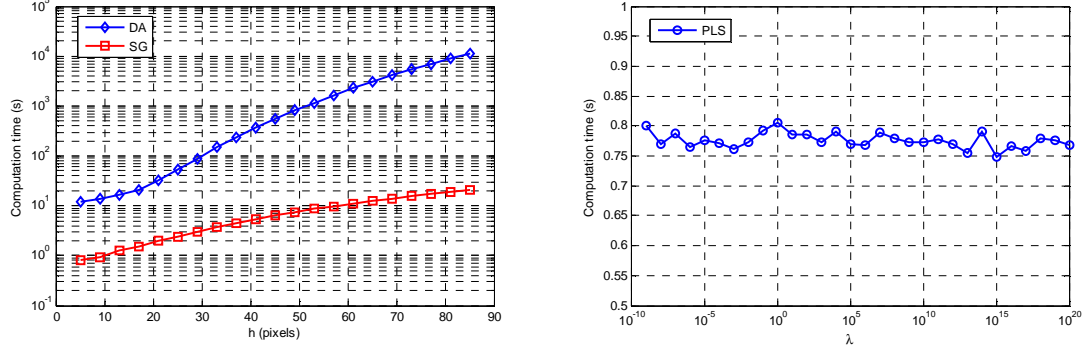 10^5
10^4
10^3
10^2
10^1
10^0
10^-1
Computation time (s)
DA
SG
0 10 20 30 40 50 60 70 80 90
h (pixels)
1
0.95
0.9
0.85
0.8
0.75
0.7
0.65
0.6
0.55
0.5
Computation time (s)
PLS
10^-10 10^-5 10^0 10^5 10^10 10^15 10^20
λ